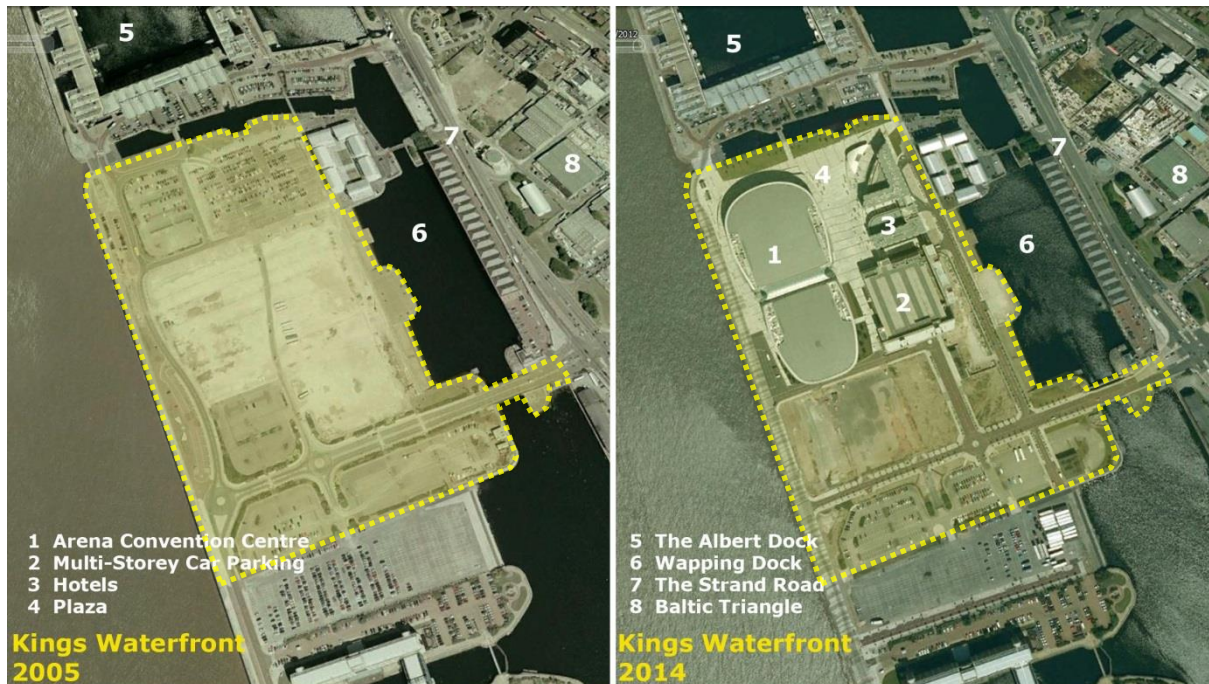 5
7
8
6
1 Arena Convention Centre
2 Multi-Storey Car Parking
3 Hotels
4 Plaza
Kings Waterfront
2005
/2012
5
7
8
4
6
3
1
2
5 The Albert Dock
6 Wapping Dock
7 The Strand Road
8 Baltic Triangle
Kings Waterfront
2014